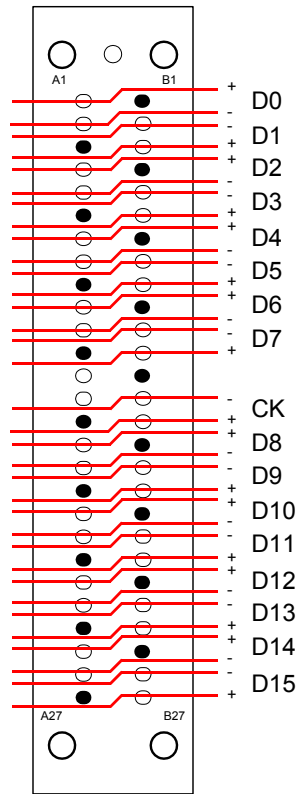 A1 B1
+
D0
-
-
D1
+
+
D2
-
-
D3
+
+
D4
-
-
D5
+
+
D6
-
-
D7
+
-
CK
+
+
D8
-
-
D9
+
+
D10
-
-
D11
+
+
D12
-
-
D13
+
+
D14
-
-
D15
+
A27 B27